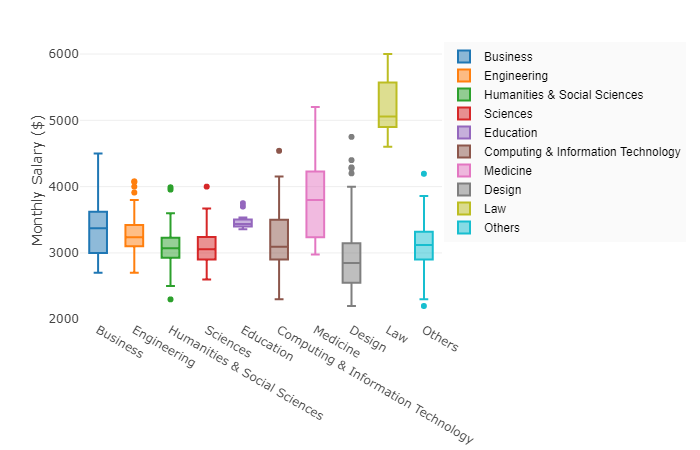 6000
5000
4000
3000
2000
Monthly Salary ($)
Business
Engineering
Humanities & Social Sciences
Sciences
Education
Computing & Information Technology
Medicine
Design
Law
Others
Business
Engineering
Humanities & Social Sciences
Sciences
Education
Computing & Information Technology
Medicine
Design
Law
Others